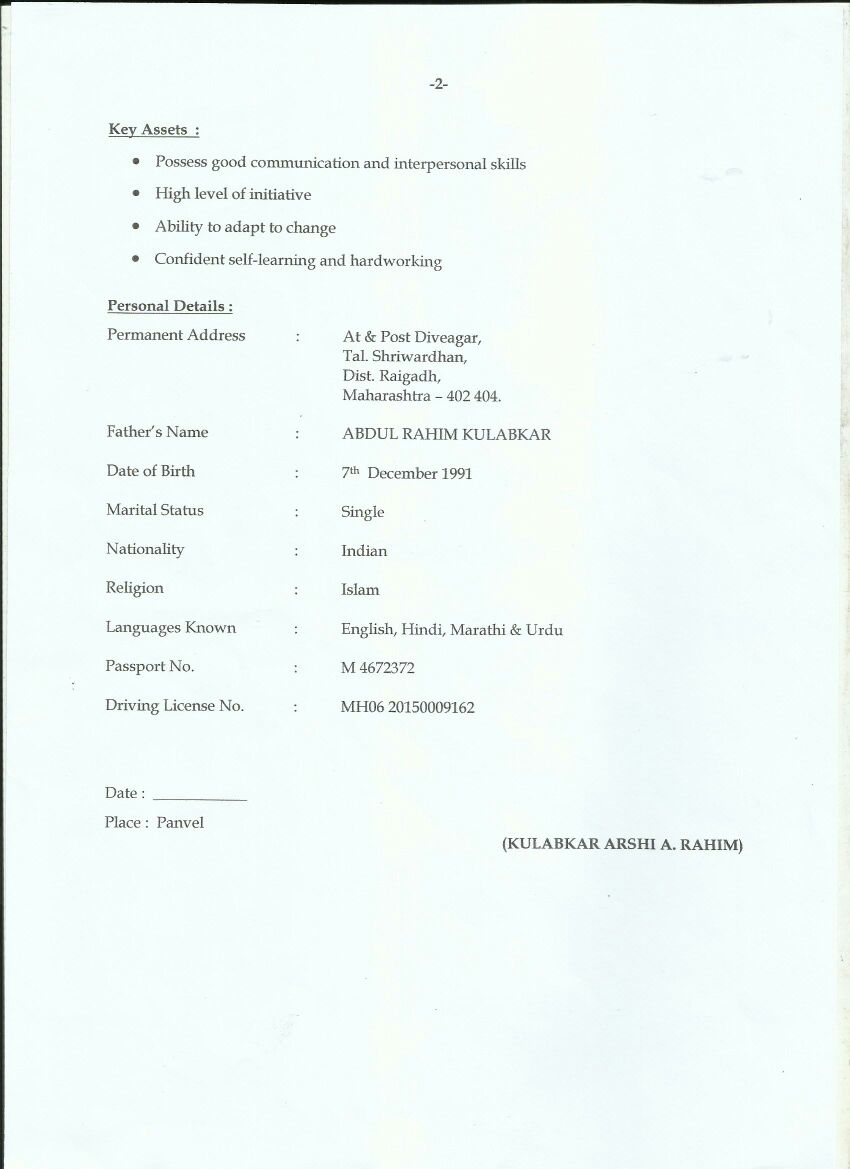 -2-
Key Assets :
• Possess good communication and interpersonal skills
• High level of initiative
• Ability to adapt to change
• Confident self-learning and hardworking
Personal Details :
Permanent Address : At & Post Diveagar,
Tal. Shriwardhan,
Dist. Raigadh,
Maharashtra – 402 404.
Father's Name : ABDUL RAHIM KULABKAR
Date of Birth : 7th December 1991
Marital Status : Single
Nationality : Indian
Religion : Islam
Languages Known : English, Hindi, Marathi & Urdu
Passport No. : M 4672372
Driving License No. : MH06 20150009162
Date : ____________
Place : Panvel
(KULABKAR ARSHI A. RAHIM)